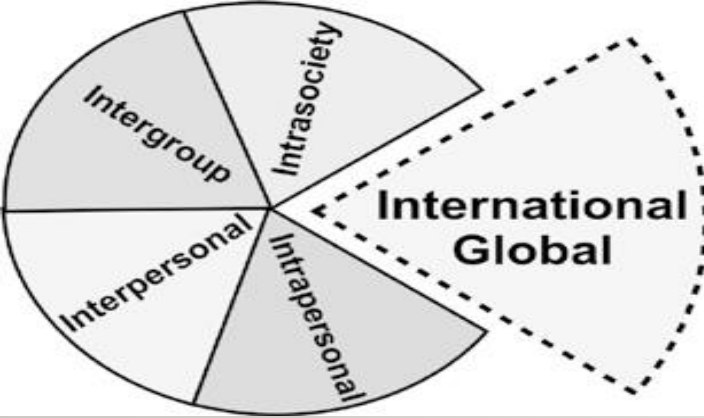 Intrasociety
Intergroup
International
Global
Interpersonal
Intrapersonal